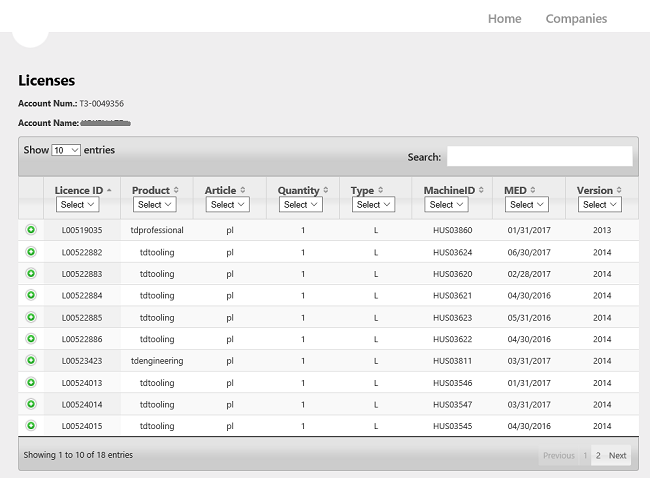 Home Companies
Licenses
Account Num.: T3-0049356
Account Name:
Show 10 entries
Search:
Licence ID Product Article Quantity Type MachineID MED Version
Select Select Select Select Select Select Select Select
L00519035 tdprofessional pl 1 L HUS03860 01/31/2017 2013
L00522882 tdtooling pl 1 L HUS03624 06/30/2017 2014
L00522883 tdtooling pl 1 L HUS03620 02/28/2017 2014
L00522884 tdtooling pl 1 L HUS03621 04/30/2016 2014
L00522885 tdtooling pl 1 L HUS03623 05/31/2016 2014
L00522886 tdtooling pl 1 L HUS03622 04/30/2016 2014
L00523423 tdengineering pl 1 L HUS03811 03/31/2017 2014
L00524013 tdtooling pl 1 L HUS03546 01/31/2017 2014
L00524014 tdtooling pl 1 L HUS03547 03/31/2017 2014
L00524015 tdtooling pl 1 L HUS03545 04/30/2016 2014
Showing 1 to 10 of 18 entries
Previous 1 2 Next